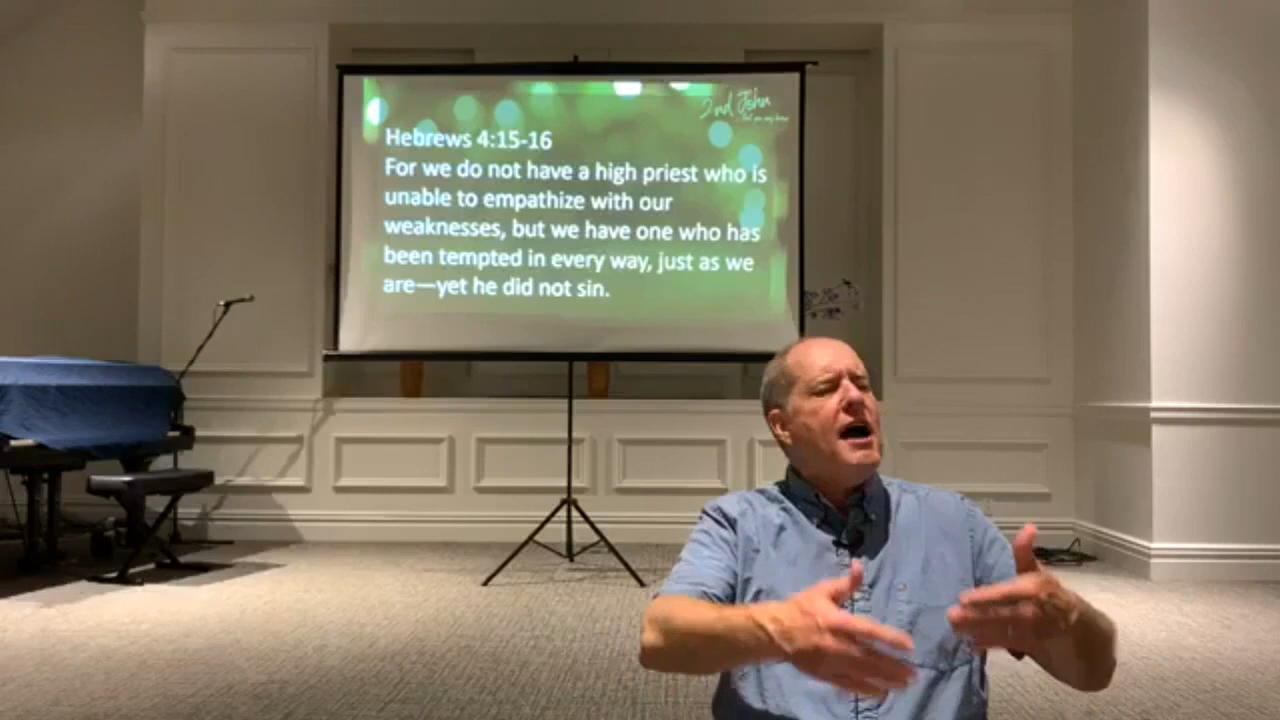 2nd John
Hebrews 4:15-16
For we do not have a high priest who is
unable to empathize with our
weaknesses, but we have one who has
been tempted in every way, just as we
are—yet he did not sin.